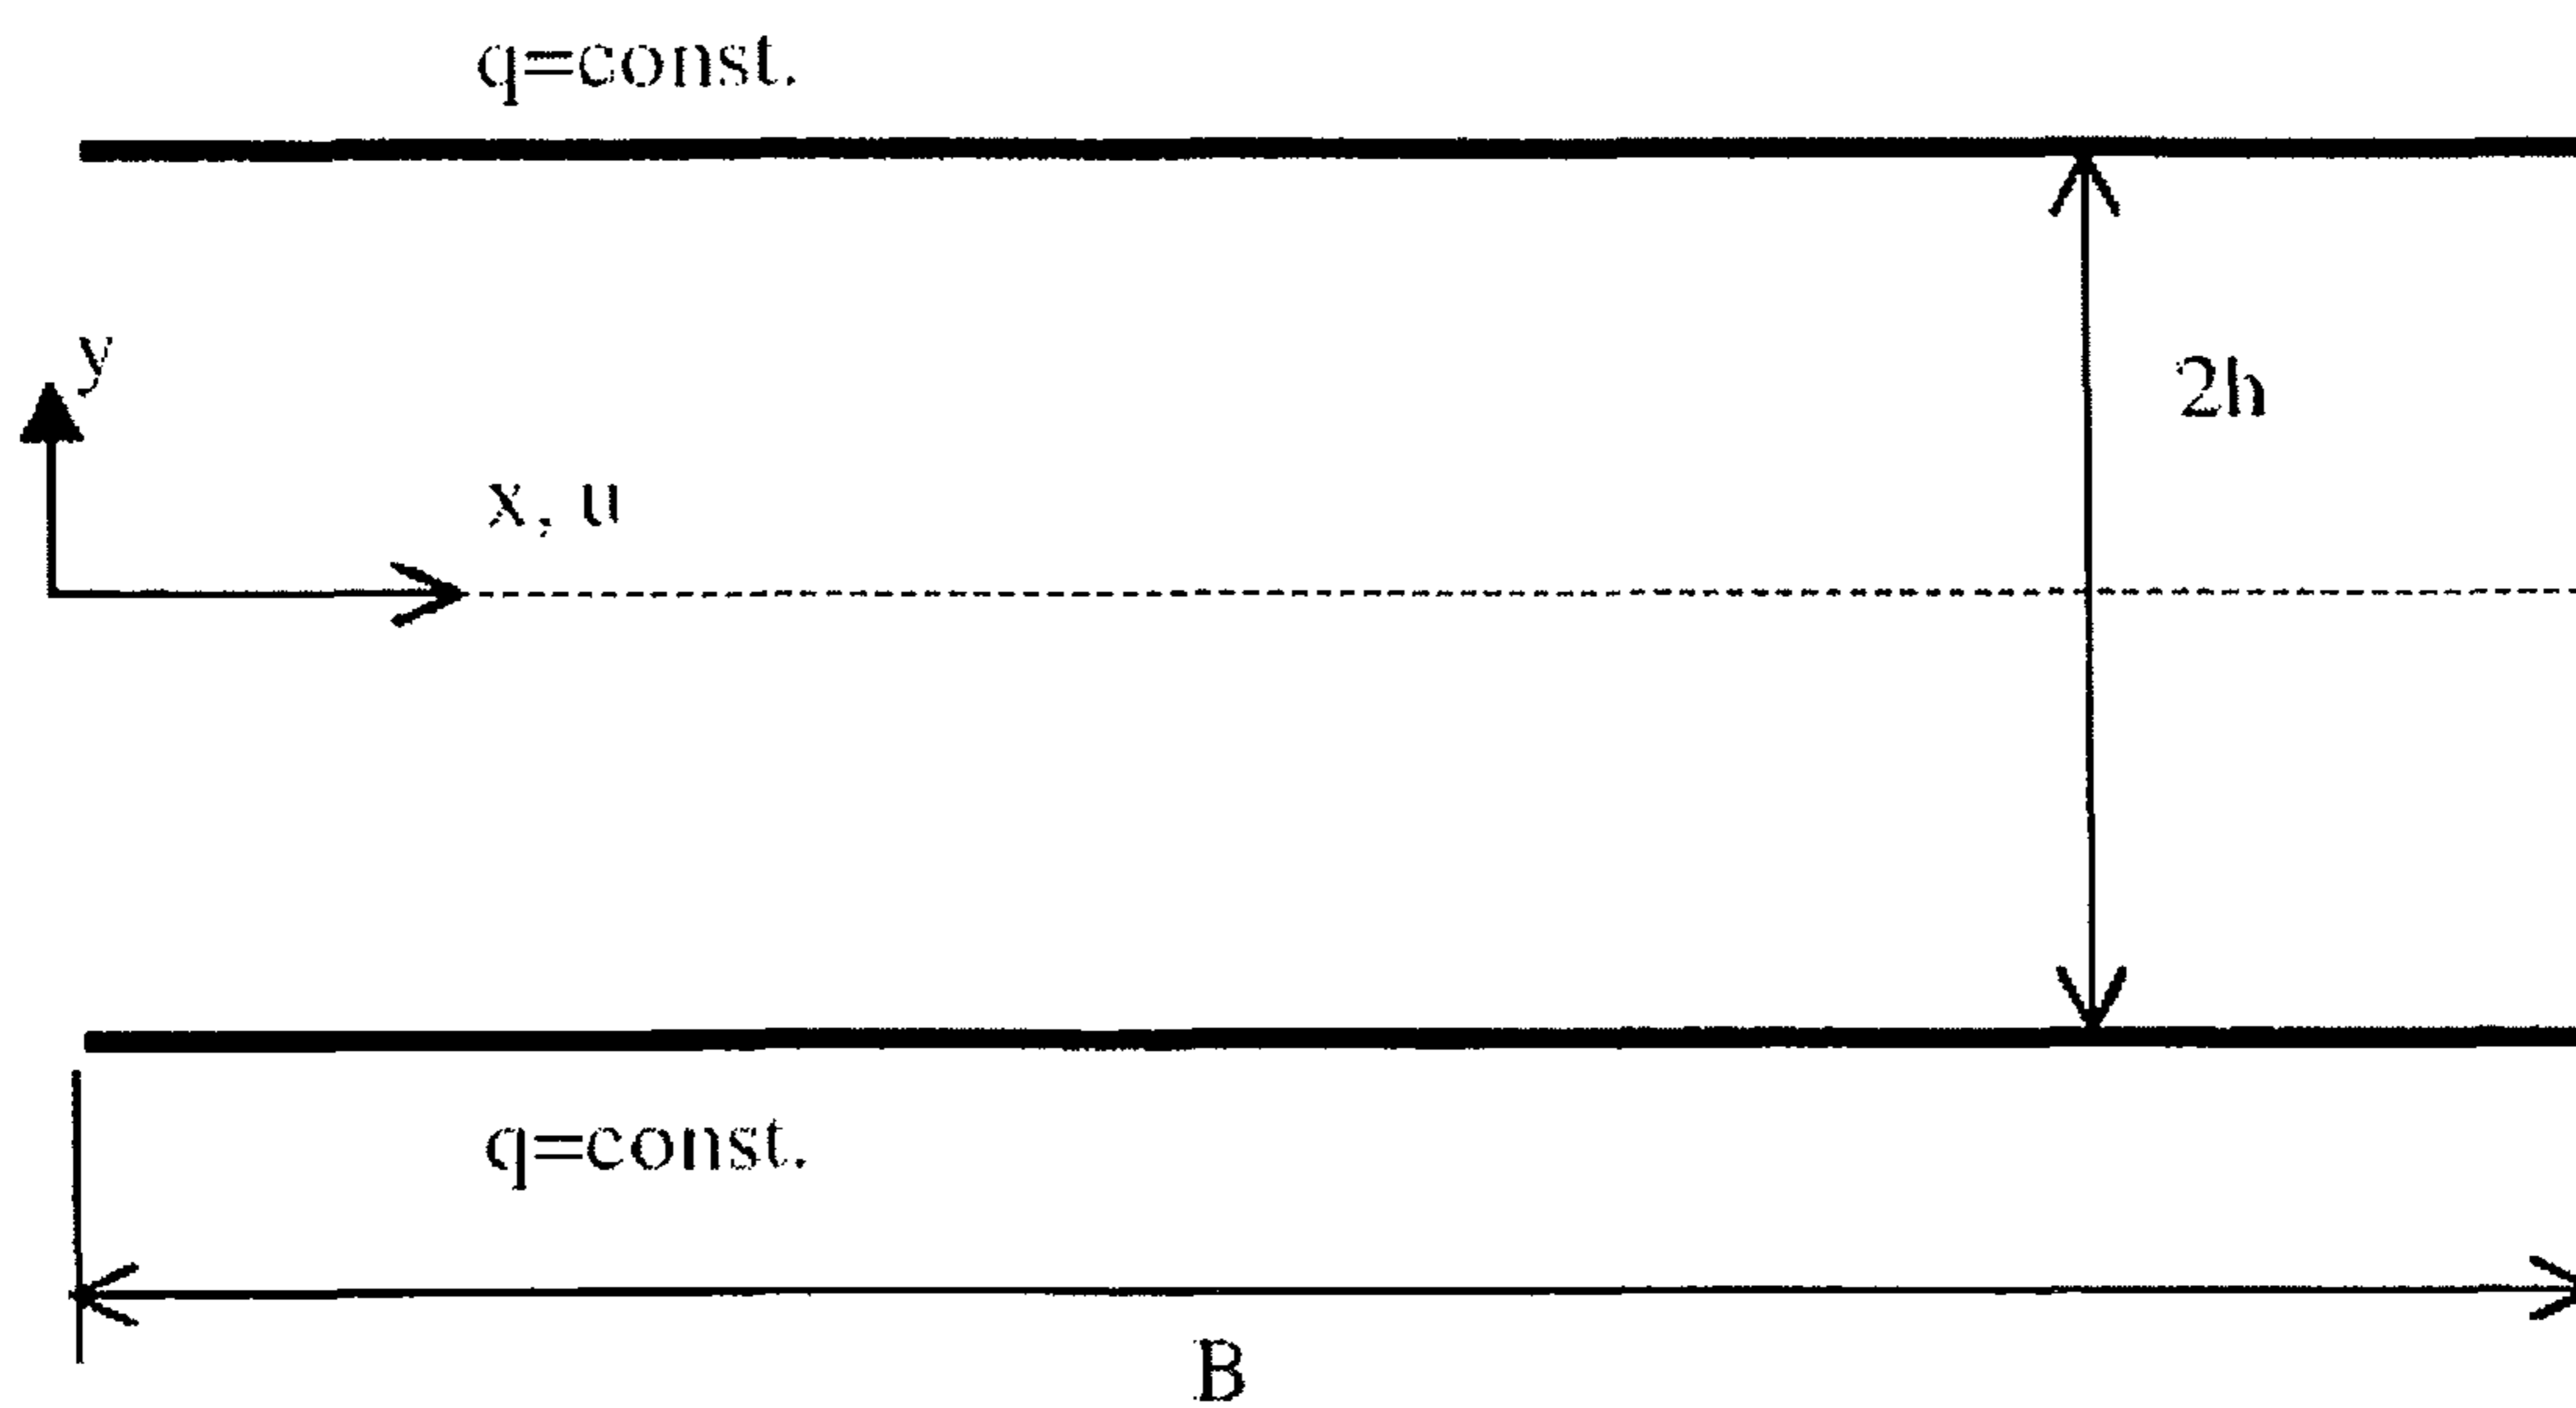 q=const.
y
x, u
2h
q=const.
B